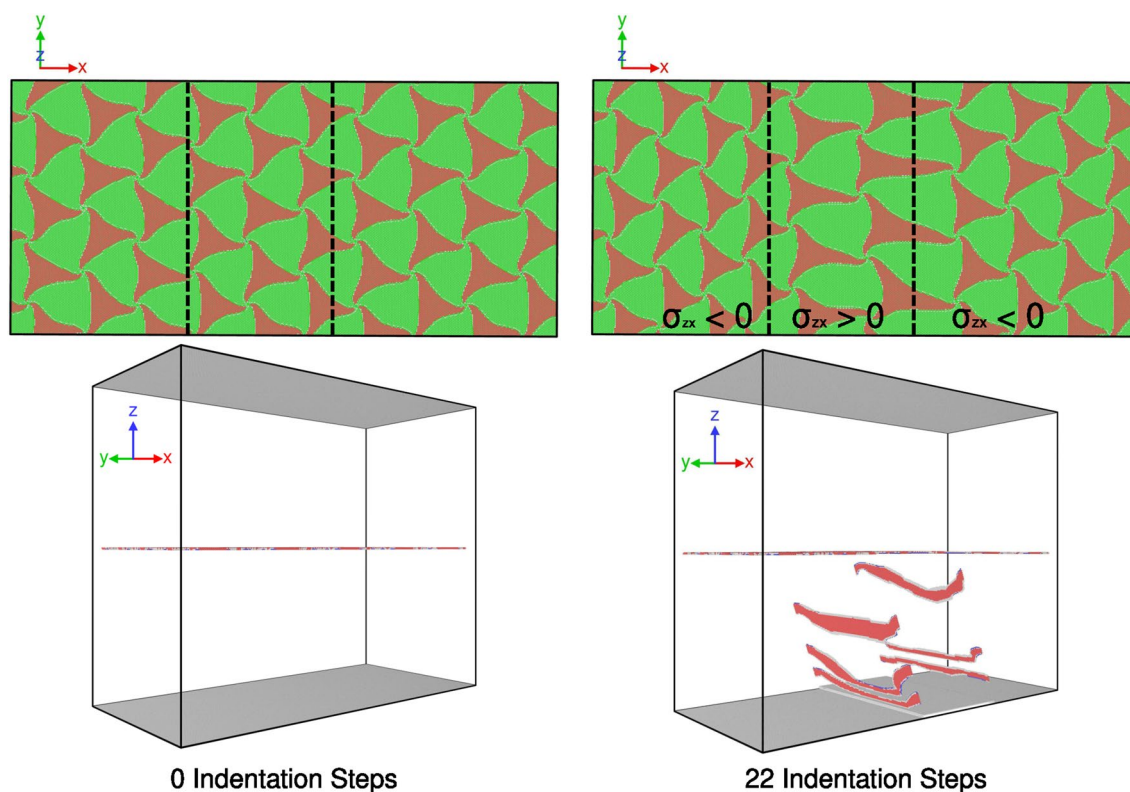 y
z
x
y
z
x
σzx < 0
σzx > 0
σzx < 0
z
y
x
z
y
x
0 Indentation Steps
22 Indentation Steps